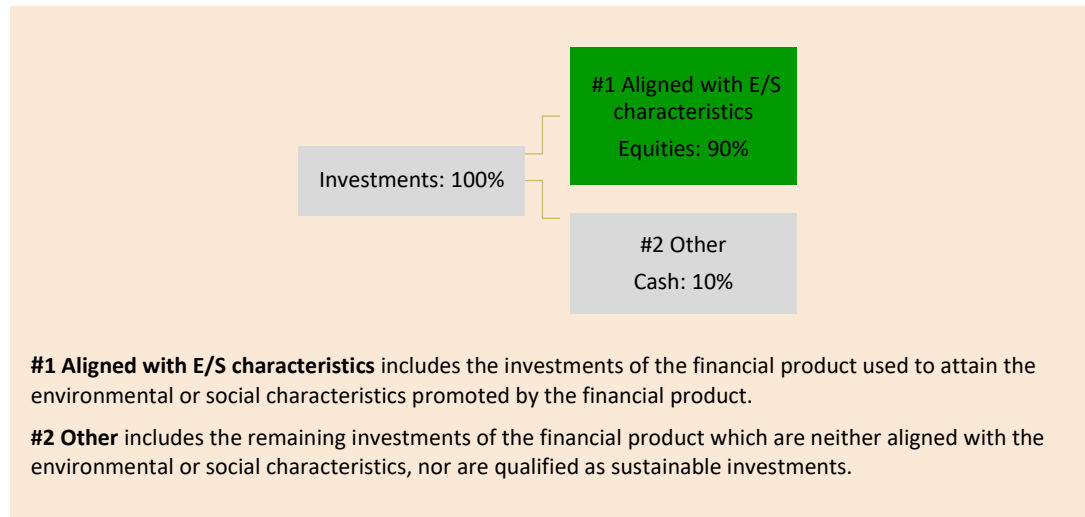 #1 Aligned with E/S
characteristics
Equities: 90%
Investments: 100%
#2 Other
Cash: 10%
#1 Aligned with E/S characteristics includes the investments of the financial product used to attain the
environmental or social characteristics promoted by the financial product.
#2 Other includes the remaining investments of the financial product which are neither aligned with the
environmental or social characteristics, nor are qualified as sustainable investments.